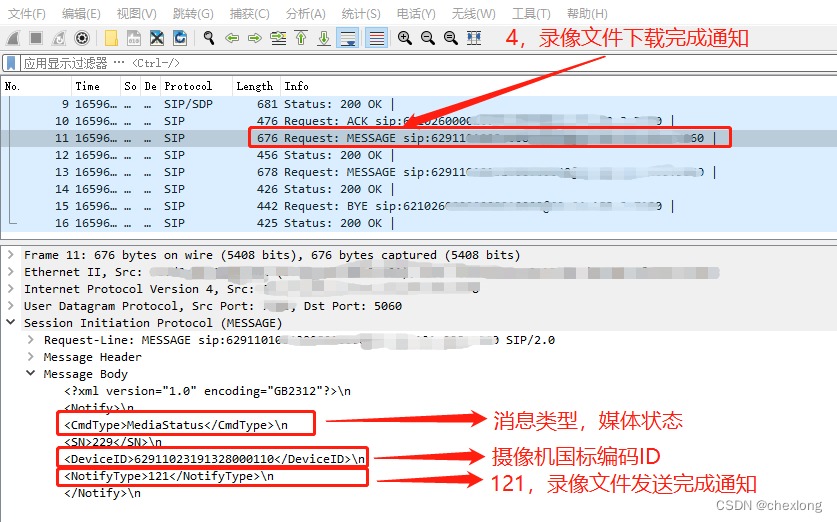 文件(F) 编辑(E) 视图(V) 跳转(G) 捕获(C) 分析(A) 统计(S) 电话(Y) 无线(W) 工具(T) 帮助(H)
4，录像文件下载完成通知
应用显示过滤器 … <Ctrl-/>
No. Time So De Protocol Length Info
9 16596… … … SIP/SDP 681 Status: 200 OK |
10 16596… … … SIP 476 Request: ACK sip:
11 16596… … … SIP 676 Request: MESSAGE sip:62911 60 |
12 16596… … … SIP 456 Status: 200 OK |
13 16596… … … SIP 678 Request: MESSAGE sip:62911 |
14 16596… … … SIP 426 Status: 200 OK |
15 16596… … … SIP 442 Request: BYE sip:62102 |
16 16596… … … SIP 425 Status: 200 OK |
Frame 11: 676 bytes on wire (5408 bits), 676 bytes captured (5408 bits)
Ethernet II, Src:
Internet Protocol Version 4, Src:
User Datagram Protocol, Src Port: , Dst Port: 5060
Session Initiation Protocol (MESSAGE)
Request-Line: MESSAGE sip:62911010 SIP/2.0
Message Header
Message Body
<?xml version="1.0" encoding="GB2312"?>\n
<Notify>\n
<CmdType>MediaStatus</CmdType>\n
消息类型，媒体状态
<SN>229</SN>\n
<DeviceID>62911023191328000110</DeviceID>\n
摄像机国标编码ID
<NotifyType>121</NotifyType>\n
121，录像文件发送完成通知
</Notify>\n
CSDN @chexlong